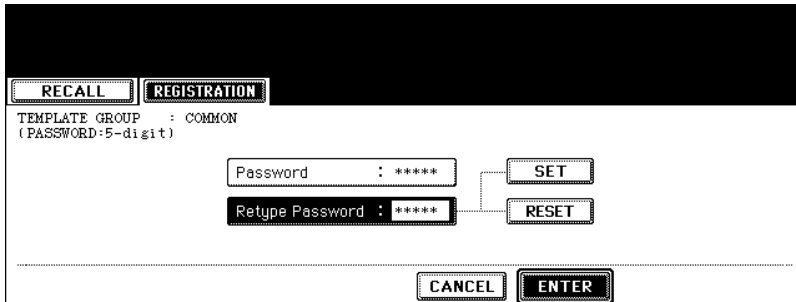 RECALL REGISTRATION
TEMPLATE GROUP : COMMON
(PASSWORD:5-digit)
Password : ***** SET
Retype Password : ***** RESET
CANCEL ENTER